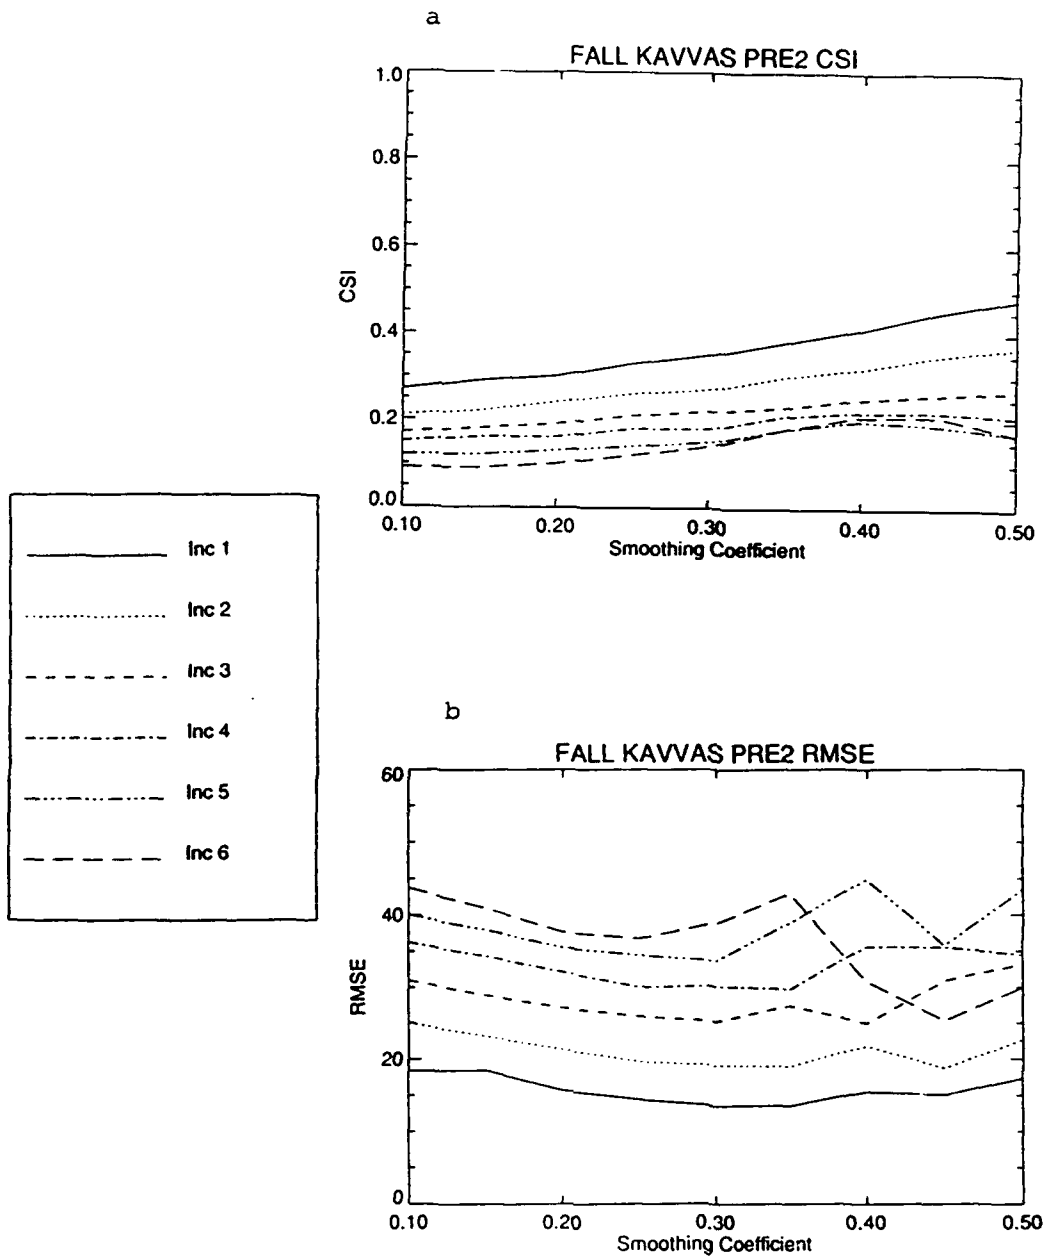 a
FALL KAVVAS PRE2 CSI
1.0
0.8
0.6
0.4
0.2
0.0
CSI
0.10 0.20 0.30 0.40 0.50
Smoothing Coefficient
Inc 1
Inc 2
Inc 3
Inc 4
Inc 5
Inc 6
b
FALL KAVVAS PRE2 RMSE
60
40
20
0
RMSE
0.10 0.20 0.30 0.40 0.50
Smoothing Coefficient